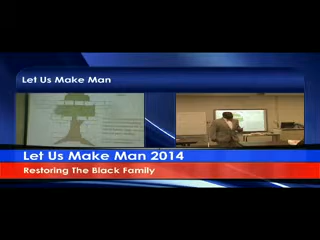 Let Us Make Man
Let Us Make Man 2014
Restoring The Black Family